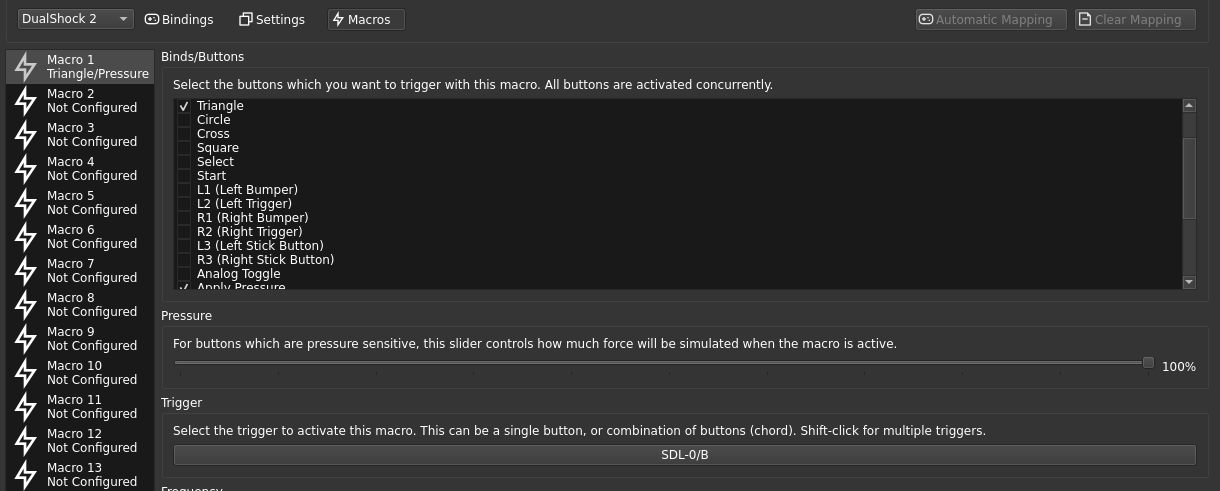 DualShock 2
Bindings
Settings
Macros
Automatic Mapping
Clear Mapping
Macro 1
Triangle/Pressure
Macro 2
Not Configured
Macro 3
Not Configured
Macro 4
Not Configured
Macro 5
Not Configured
Macro 6
Not Configured
Macro 7
Not Configured
Macro 8
Not Configured
Macro 9
Not Configured
Macro 10
Not Configured
Macro 11
Not Configured
Macro 12
Not Configured
Macro 13
Not Configured
Binds/Buttons
Select the buttons which you want to trigger with this macro. All buttons are activated concurrently.
Triangle
Circle
Cross
Square
Select
Start
L1 (Left Bumper)
L2 (Left Trigger)
R1 (Right Bumper)
R2 (Right Trigger)
L3 (Left Stick Button)
R3 (Right Stick Button)
Analog Toggle
Apply Pressure
Pressure
For buttons which are pressure sensitive, this slider controls how much force will be simulated when the macro is active.
100%
Trigger
Select the trigger to activate this macro. This can be a single button, or combination of buttons (chord). Shift-click for multiple triggers.
SDL-0/B
Frequency